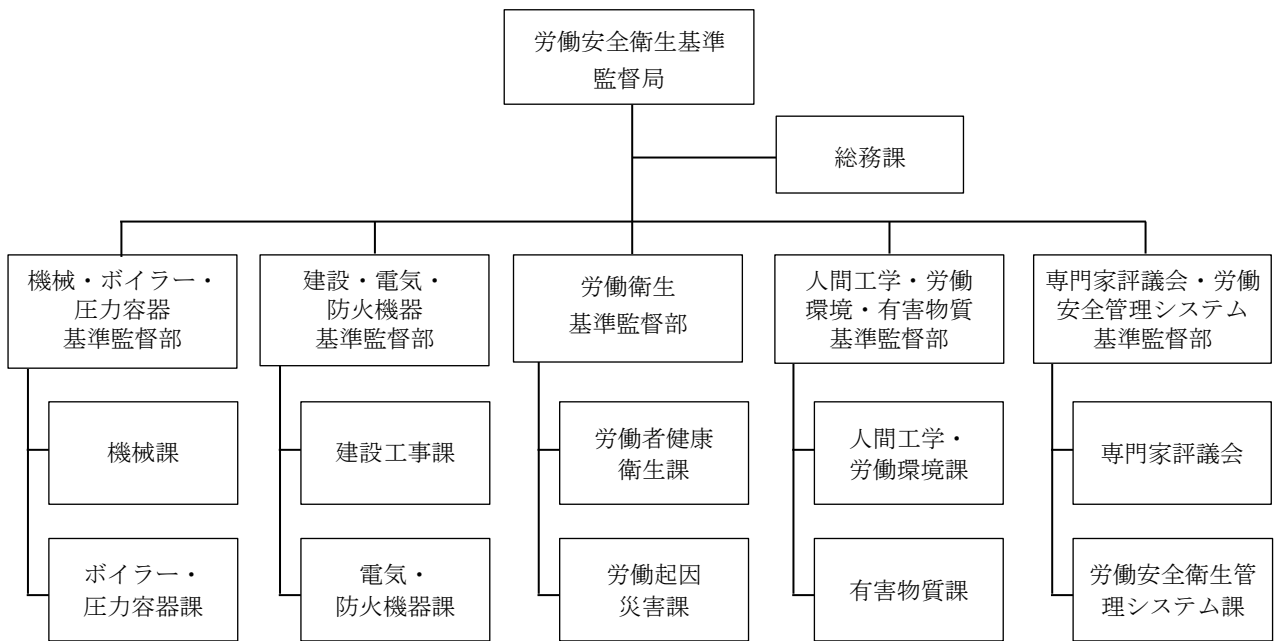 労働安全衛生基準
監督局
総務課
機械・ボイラー・
圧力容器
基準監督部
建設・電気・
防火機器
基準監督部
労働衛生
基準監督部
人間工学・労働
環境・有害物質
基準監督部
専門家評議会・労働
安全管理システム
基準監督部
機械課
建設工事課
労働者健康
衛生課
人間工学・
労働環境課
専門家評議会
ボイラー・
圧力容器課
電気・
防火機器課
労働起因
災害課
有害物質課
労働安全衛生管
理システム課